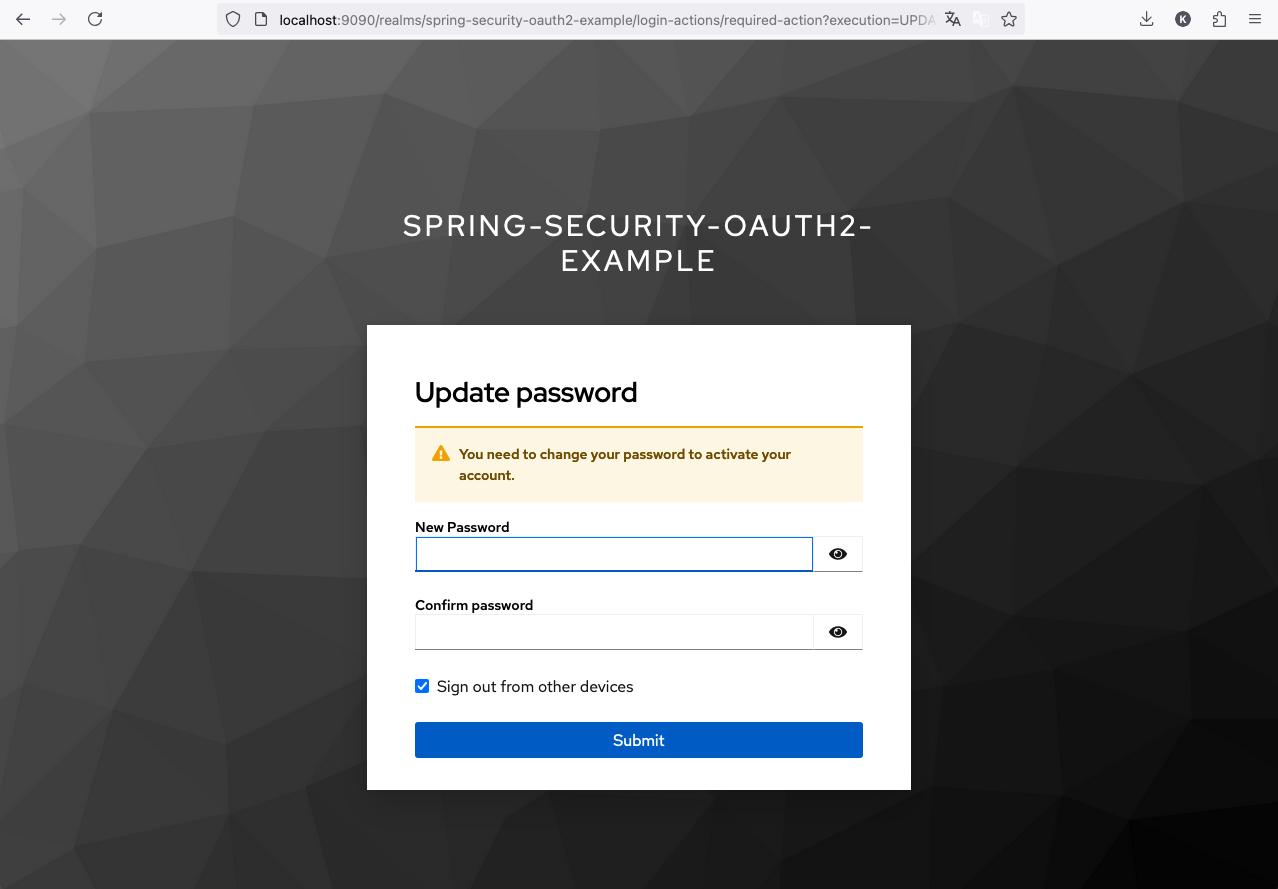 localhost:9090/realms/spring-security-oauth2-example/login-actions/required-action?execution=UPDA
K
SPRING-SECURITY-OAUTH2-
EXAMPLE
Update password
You need to change your password to activate your
account.
New Password
Confirm password
Sign out from other devices
Submit